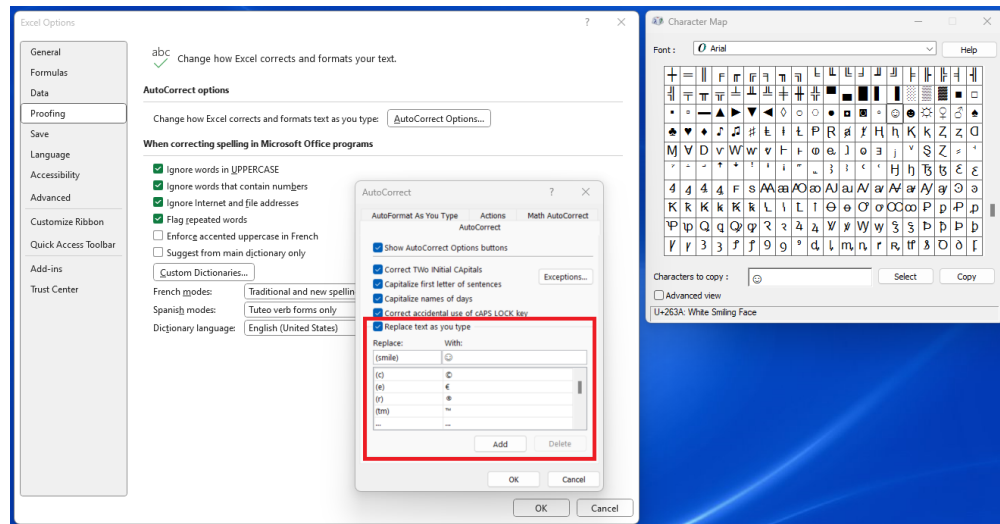 Excel Options
?
General
Formulas
Data
Proofing
Save
Language
Accessibility
Advanced
Customize Ribbon
Quick Access Toolbar
Add-ins
Trust Center
abc
Change how Excel corrects and formats your text.
AutoCorrect options
Change how Excel corrects and formats text as you type:
AutoCorrect Options...
When correcting spelling in Microsoft Office programs
Ignore words in UPPERCASE
Ignore words that contain numbers
Ignore Internet and file addresses
Flag repeated words
Enforce accented uppercase in French
Suggest from main dictionary only
Custom Dictionaries...
French modes:
Traditional and new spellin
Spanish modes:
Tuteo verb forms only
Dictionary language:
English (United States)
OK
Cancel
AutoCorrect
?
AutoFormat As You Type
Actions
Math AutoCorrect
AutoCorrect
Show AutoCorrect Options buttons
Correct TWo INitial CApitals
Capitalize first letter of sentences
Capitalize names of days
Correct accidental use of cAPS LOCK key
Exceptions...
Replace text as you type
Replace:
With:
(smile)
☺
(c)
©
(e)
€
(r)
®
(tm)
™
...
…
Add
Delete
OK
Cancel
Character Map
Font :
O Arial
Help
Characters to copy :
☺
Select
Copy
Advanced view
U+263A: White Smiling Face